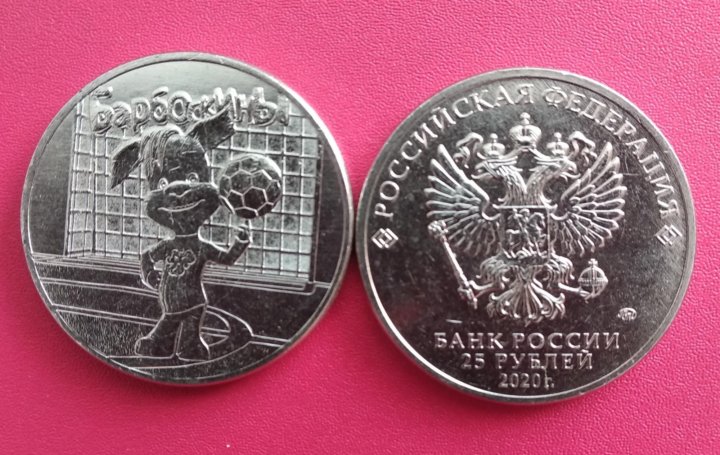 Барбоскины
РОССИЙСКАЯ ФЕДЕРАЦИЯ
БАНК РОССИИ
25 РУБЛЕЙ
2020 г.